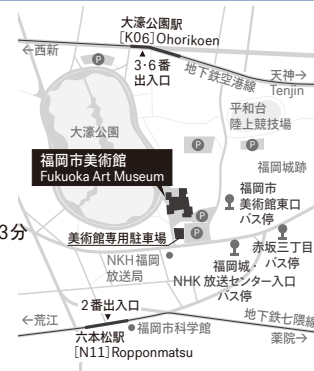 大濠公園駅
[K06]Ohorikoen
←西新
3・6番
出入口
地下鉄空港線
天神→
Tenjin
P
平和台
陸上競技場
大濠公園
P
P
福岡市美術館
Fukuoka Art Museum
福岡城跡
福岡市
美術館東口
バス停
P
3分
美術館専用駐車場
P
赤坂三丁目
バス停
NKH福岡
放送局
福岡城・
NHK 放送センター入口
バス停
2番出入口
←荒江
福岡市科学館
地下鉄七隈線
六本松駅
[N11]Ropponmatsu
薬院→